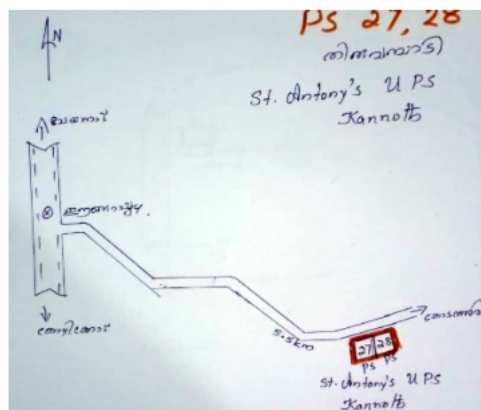 PS 27, 28
തിരുവമ്പാടി
St. Antony's U PS
Kannoth
N
വയനാട്
ഈങ്ങാപ്പുഴ.
കോഴിക്കോട്
5.5km
27 28
PS PS
St. Antony's U PS
Kannoth